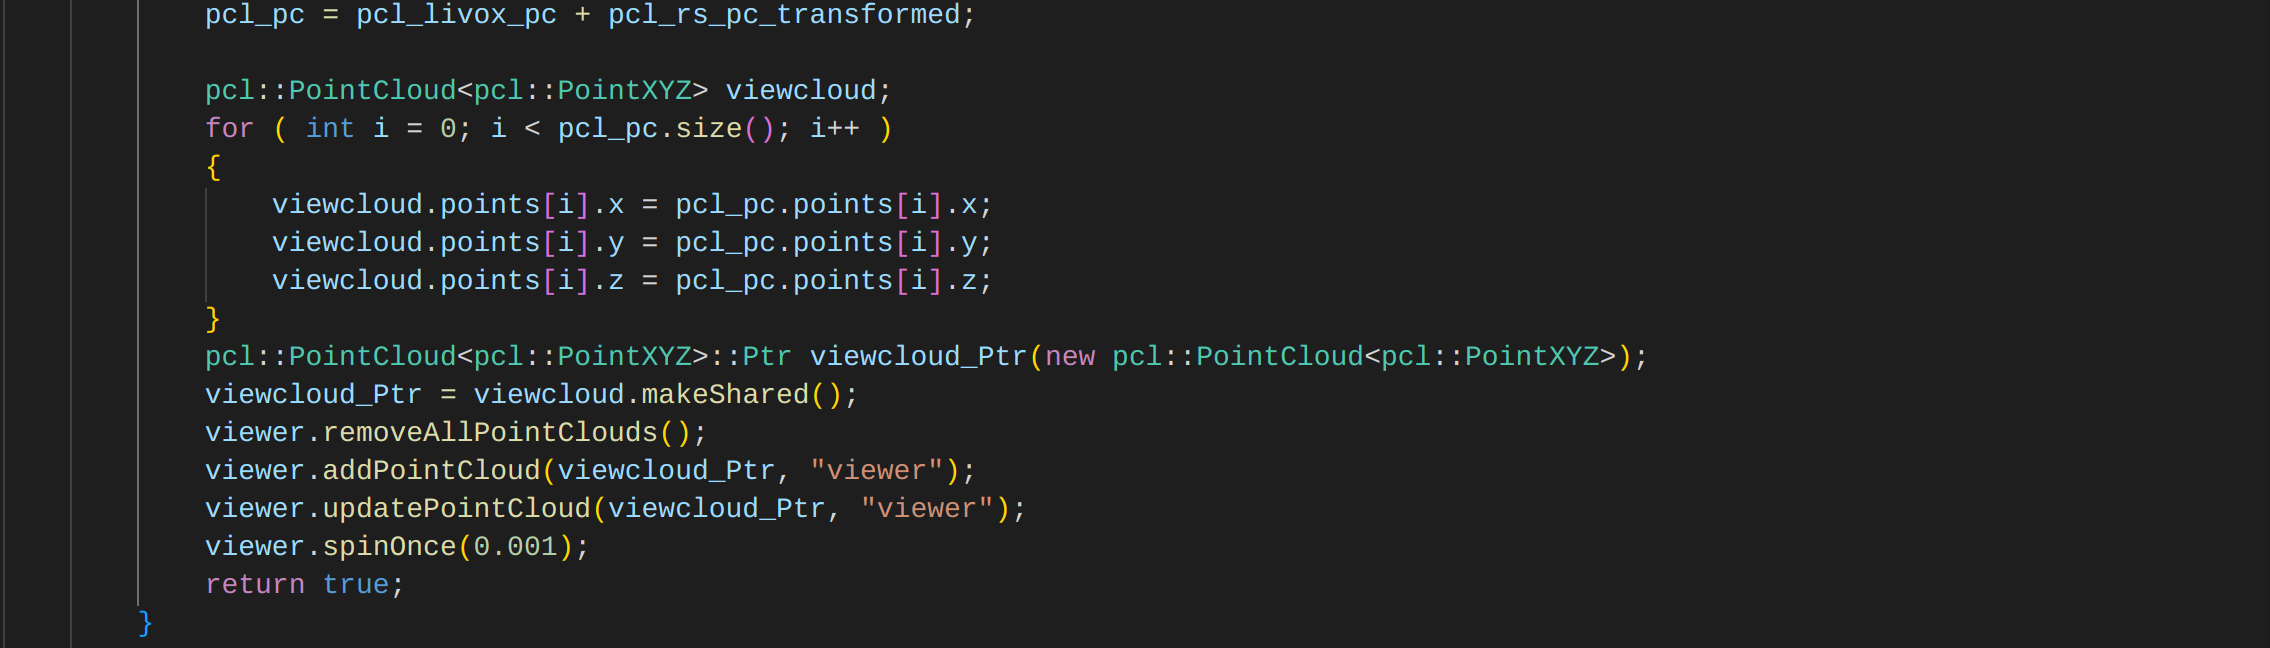 pcl_pc = pcl_livox_pc + pcl_rs_pc_transformed;
pcl::PointCloud<pcl::PointXYZ> viewcloud;
for ( int i = 0; i < pcl_pc.size(); i++ )
{
viewcloud.points[i].x = pcl_pc.points[i].x;
viewcloud.points[i].y = pcl_pc.points[i].y;
viewcloud.points[i].z = pcl_pc.points[i].z;
}
pcl::PointCloud<pcl::PointXYZ>::Ptr viewcloud_Ptr(new pcl::PointCloud<pcl::PointXYZ>);
viewcloud_Ptr = viewcloud.makeShared();
viewer.removeAllPointClouds();
viewer.addPointCloud(viewcloud_Ptr, "viewer");
viewer.updatePointCloud(viewcloud_Ptr, "viewer");
viewer.spinOnce(0.001);
return true;
}